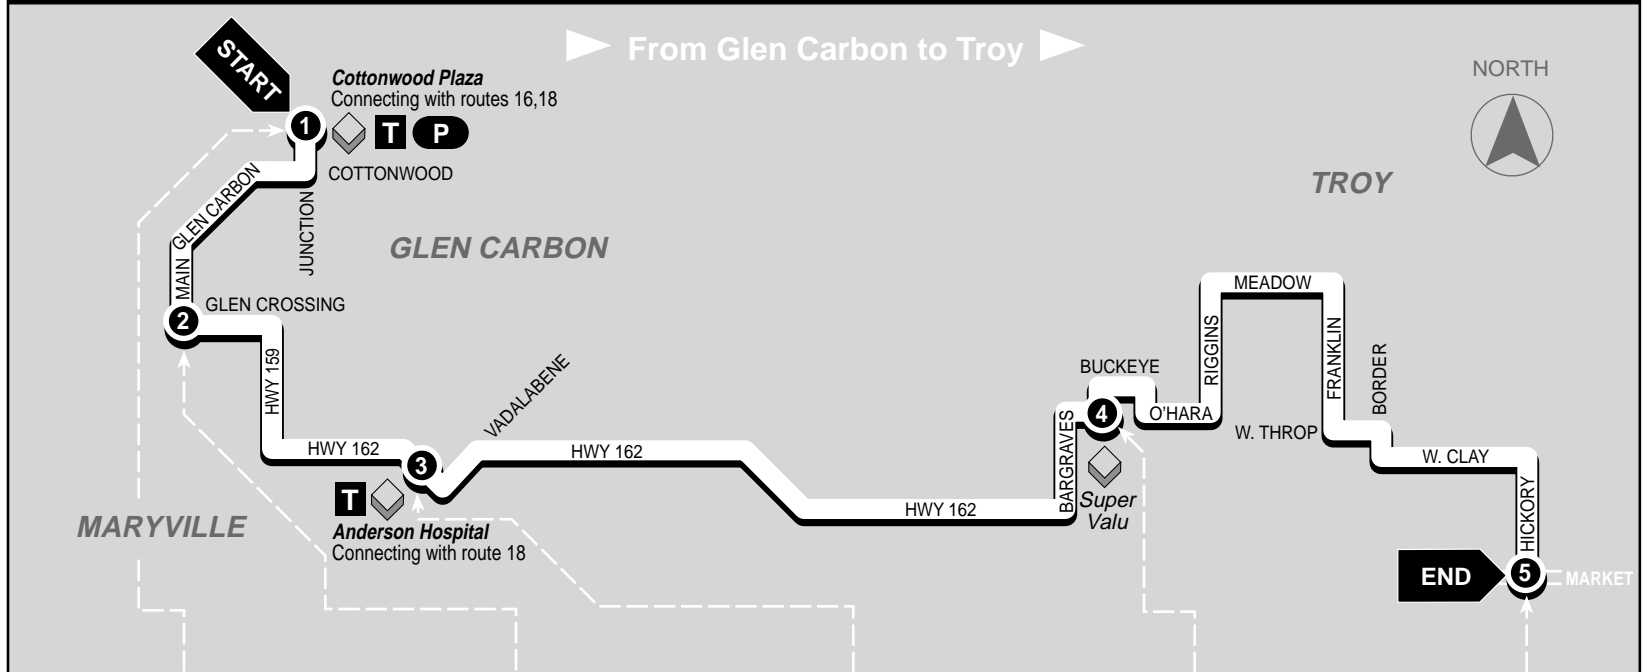 From Glen Carbon to Troy
START
NORTH
Cottonwood Plaza
Connecting with routes 16,18
1
T
P
COTTONWOOD
TROY
GLEN CARBON
JUNCTION
GLEN CARBON
MAIN
GLEN CROSSING
2
HWY 159
MEADOW
RIGGINS
FRANKLIN
BORDER
VADALABENE
BUCKEYE
4
O'HARA
W. THROP
BARGRAVES
HWY 162
3
HWY 162
W. CLAY
T
HWY 162
Super
Valu
HICKORY
MARYVILLE
Anderson Hospital
Connecting with route 18
END
5
MARKET